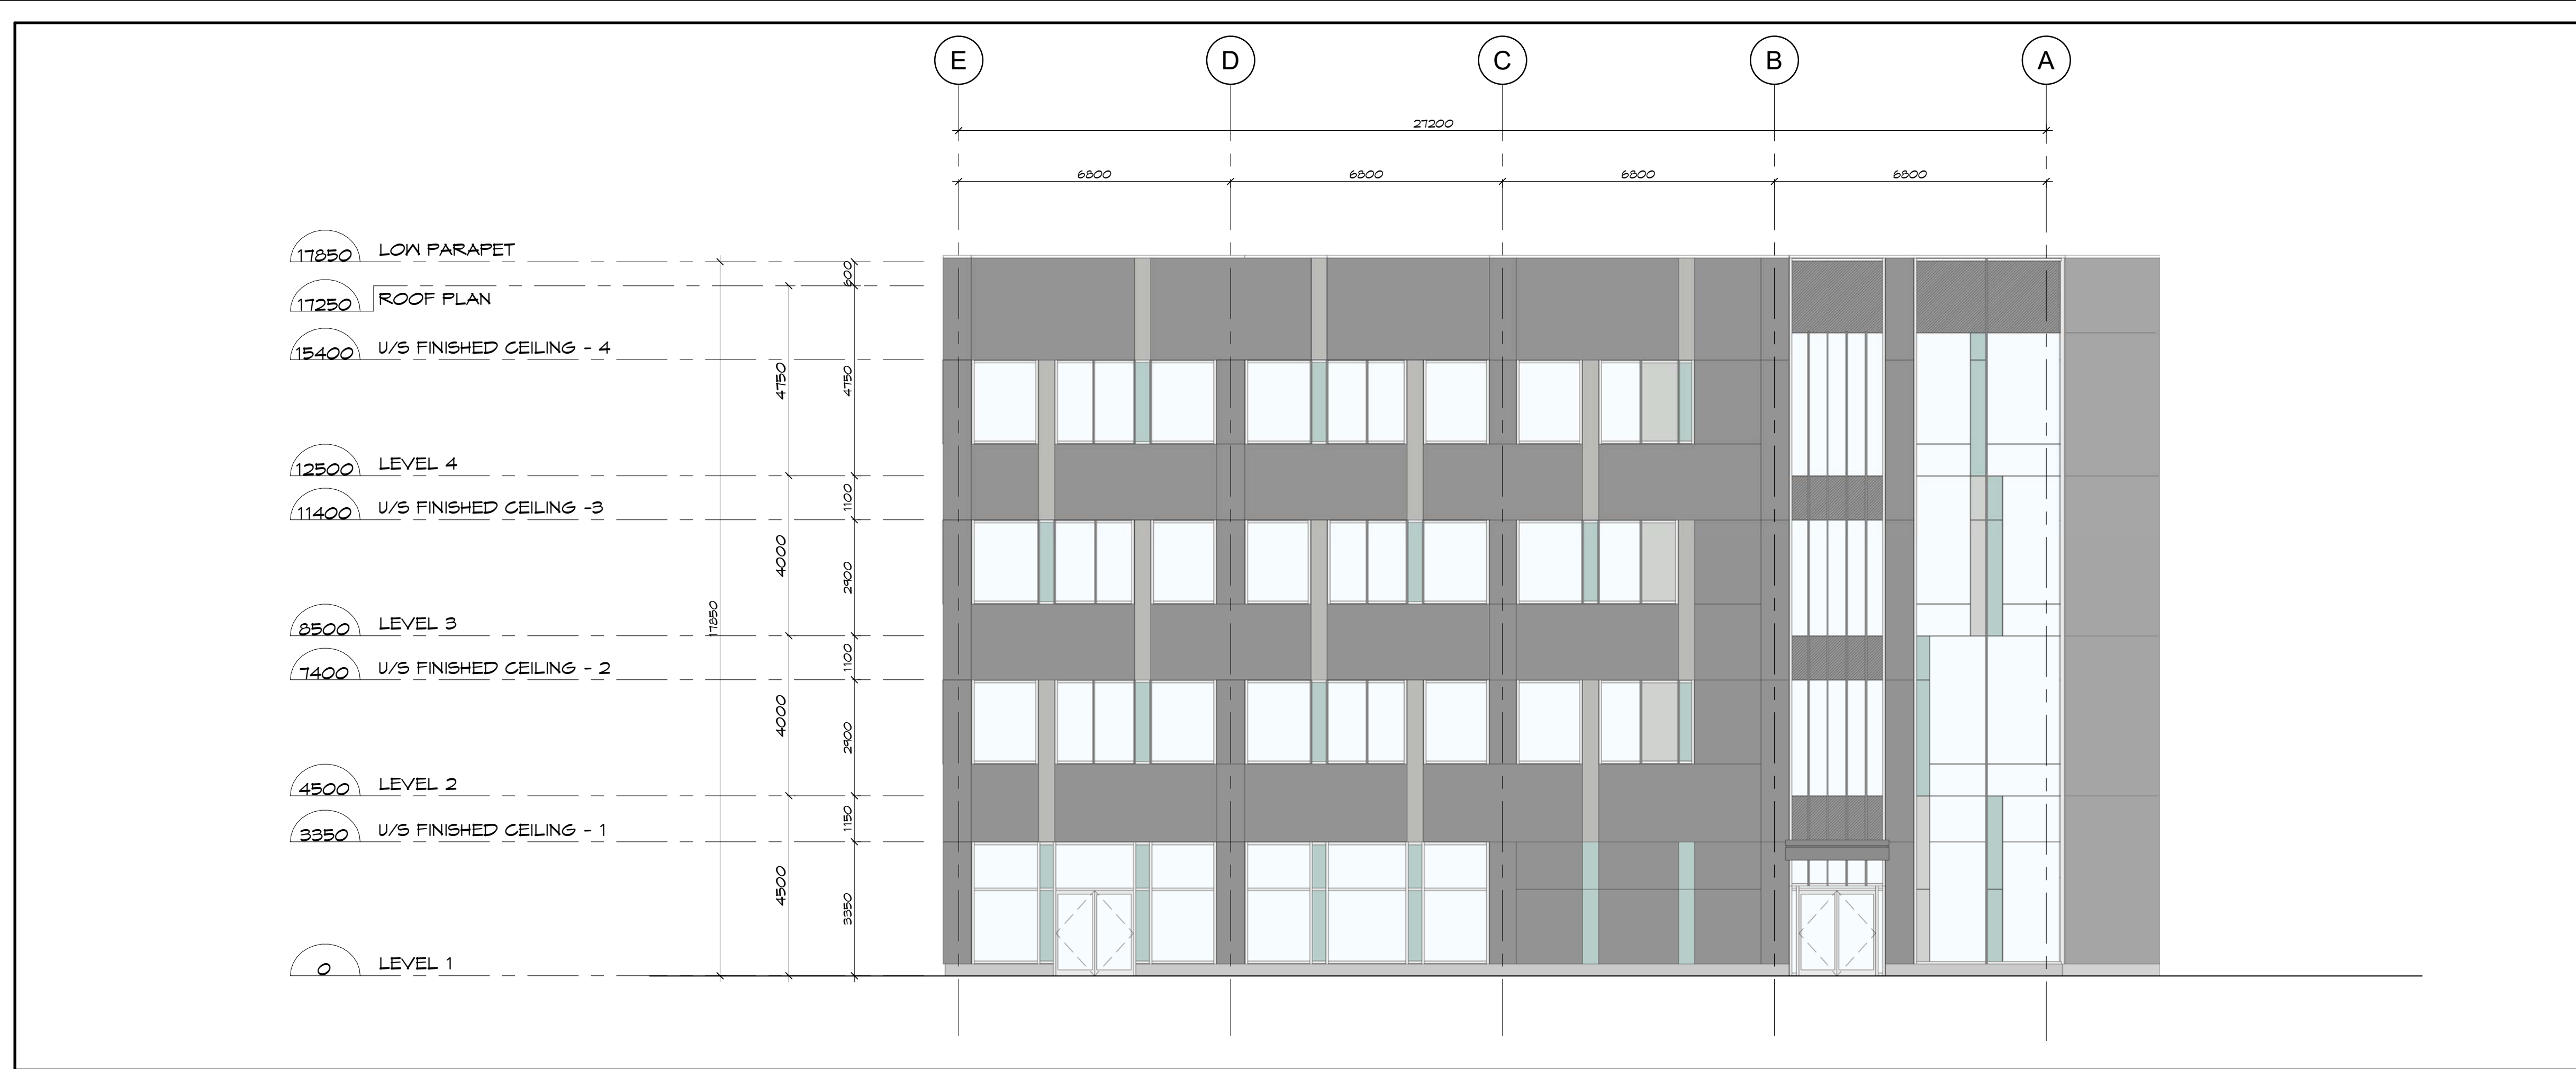 E D C B A
27200
6800 6800 6800 6800
17850 LOW PARAPET
17250 ROOF PLAN
15400 U/S FINISHED CEILING - 4
12500 LEVEL 4
11400 U/S FINISHED CEILING -3
8500 LEVEL 3
7400 U/S FINISHED CEILING - 2
4500 LEVEL 2
3350 U/S FINISHED CEILING - 1
0 LEVEL 1
17850
4750
4000
4000
4500
600
4750
1100
2900
1100
2900
1150
3350